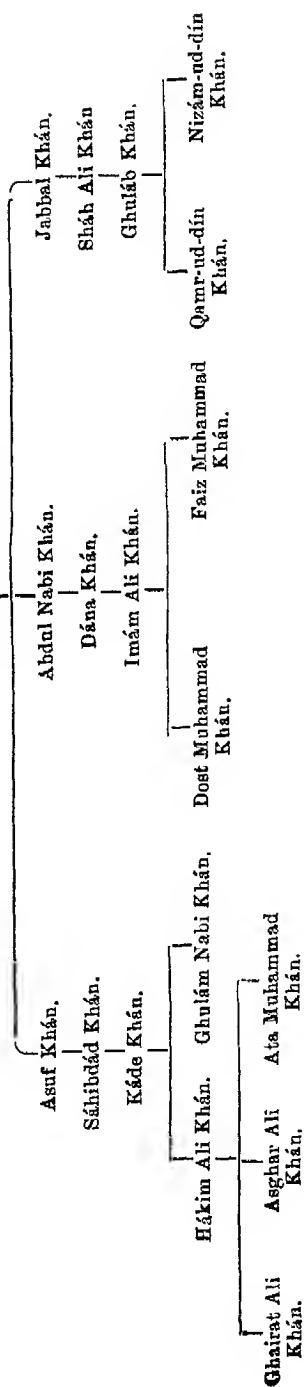 Asuf Khán.
Abdul Nabi Khán.
Jabbal Khán.
Sáhibdád Khán.
Dána Khán.
Sháh Ali Khán
Káde Khán.
Imám Ali Khán.
Ghuláb Khán.
Hákim Ali Khán.
Ghulám Nabi Khán.
Dost Muhammad
Khán.
Faiz Muhammad
Khán.
Qamr-ud-dín
Khán.
Nizám-ud-dín
Khán.
Ghairat Ali
Khán.
Asghar Ali
Khán.
Ata Muhammad
Khán.